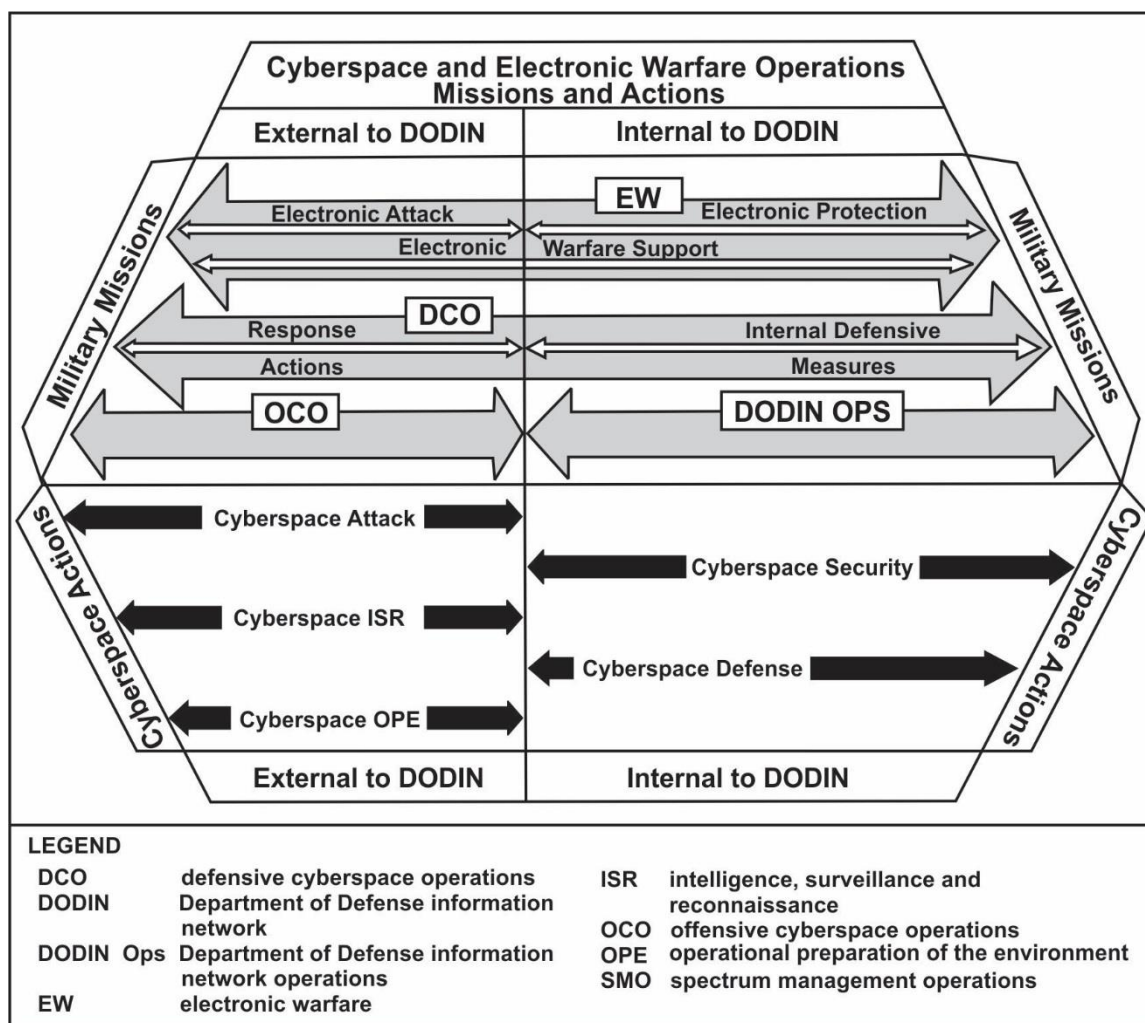 Cyberspace and Electronic Warfare Operations
Missions and Actions
External to DODIN
Internal to DODIN
Military Missions
Military Missions
EW
Electronic Attack
Electronic Protection
Electronic Warfare Support
DCO
Response
Internal Defensive
Actions
Measures
OCO
DODIN OPS
Cyberspace Actions
Cyberspace Actions
Cyberspace Attack
Cyberspace Security
Cyberspace ISR
Cyberspace Defense
Cyberspace OPE
External to DODIN
Internal to DODIN
LEGEND
DCO defensive cyberspace operations
DODIN Department of Defense information
network
DODIN Ops Department of Defense information
network operations
EW electronic warfare
ISR intelligence, surveillance and
reconnaissance
OCO offensive cyberspace operations
OPE operational preparation of the environment
SMO spectrum management operations